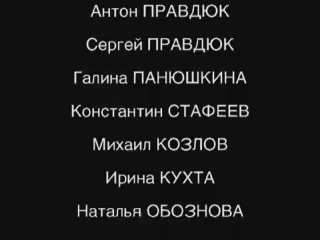 Антон ПРАВДЮК
Сергей ПРАВДЮК
Галина ПАНЮШКИНА
Константин СТАФЕЕВ
Михаил КОЗЛОВ
Ирина КУХТА
Наталья ОБОЗНОВА